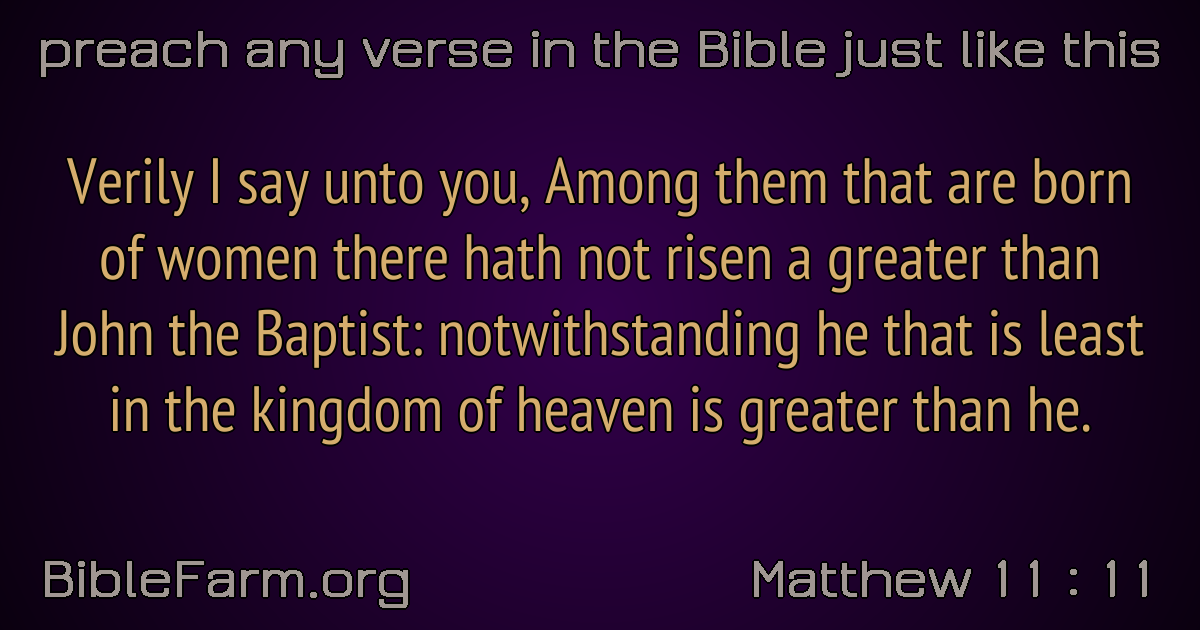 preach any verse in the Bible just like this
Verily I say unto you, Among them that are born
of women there hath not risen a greater than
John the Baptist: notwithstanding he that is least
in the kingdom of heaven is greater than he.
BibleFarm.org
Matthew 11 : 11